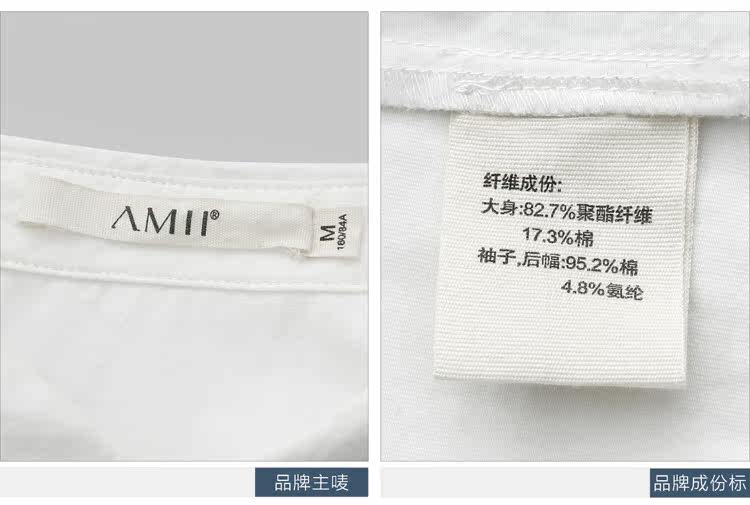 AMII®
M
160/84A
纤维成份:
大身:82.7%聚酯纤维
17.3%棉
袖子,后幅:95.2%棉
4.8%氨纶
品牌主唛
品牌成份标